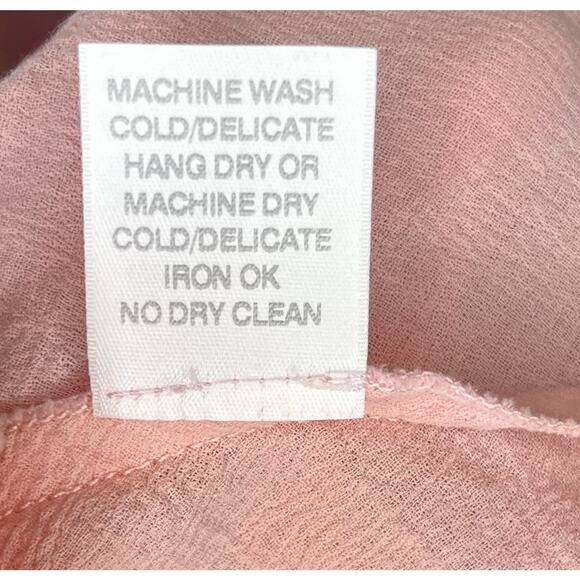 MACHINE WASH
COLD/DELICATE
HANG DRY OR
MACHINE DRY
COLD/DELICATE
IRON OK
NO DRY CLEAN